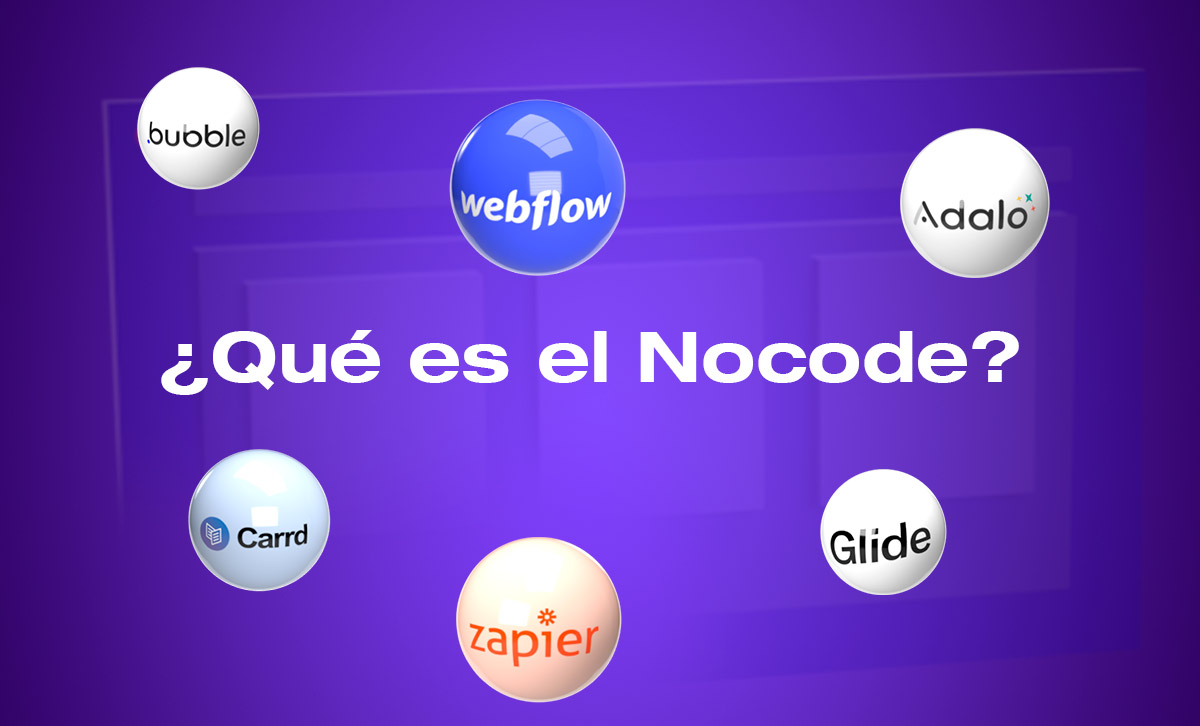 bubble
webflow
Adalo
¿Qué es el Nocode?
Carrd
Glide
zapier